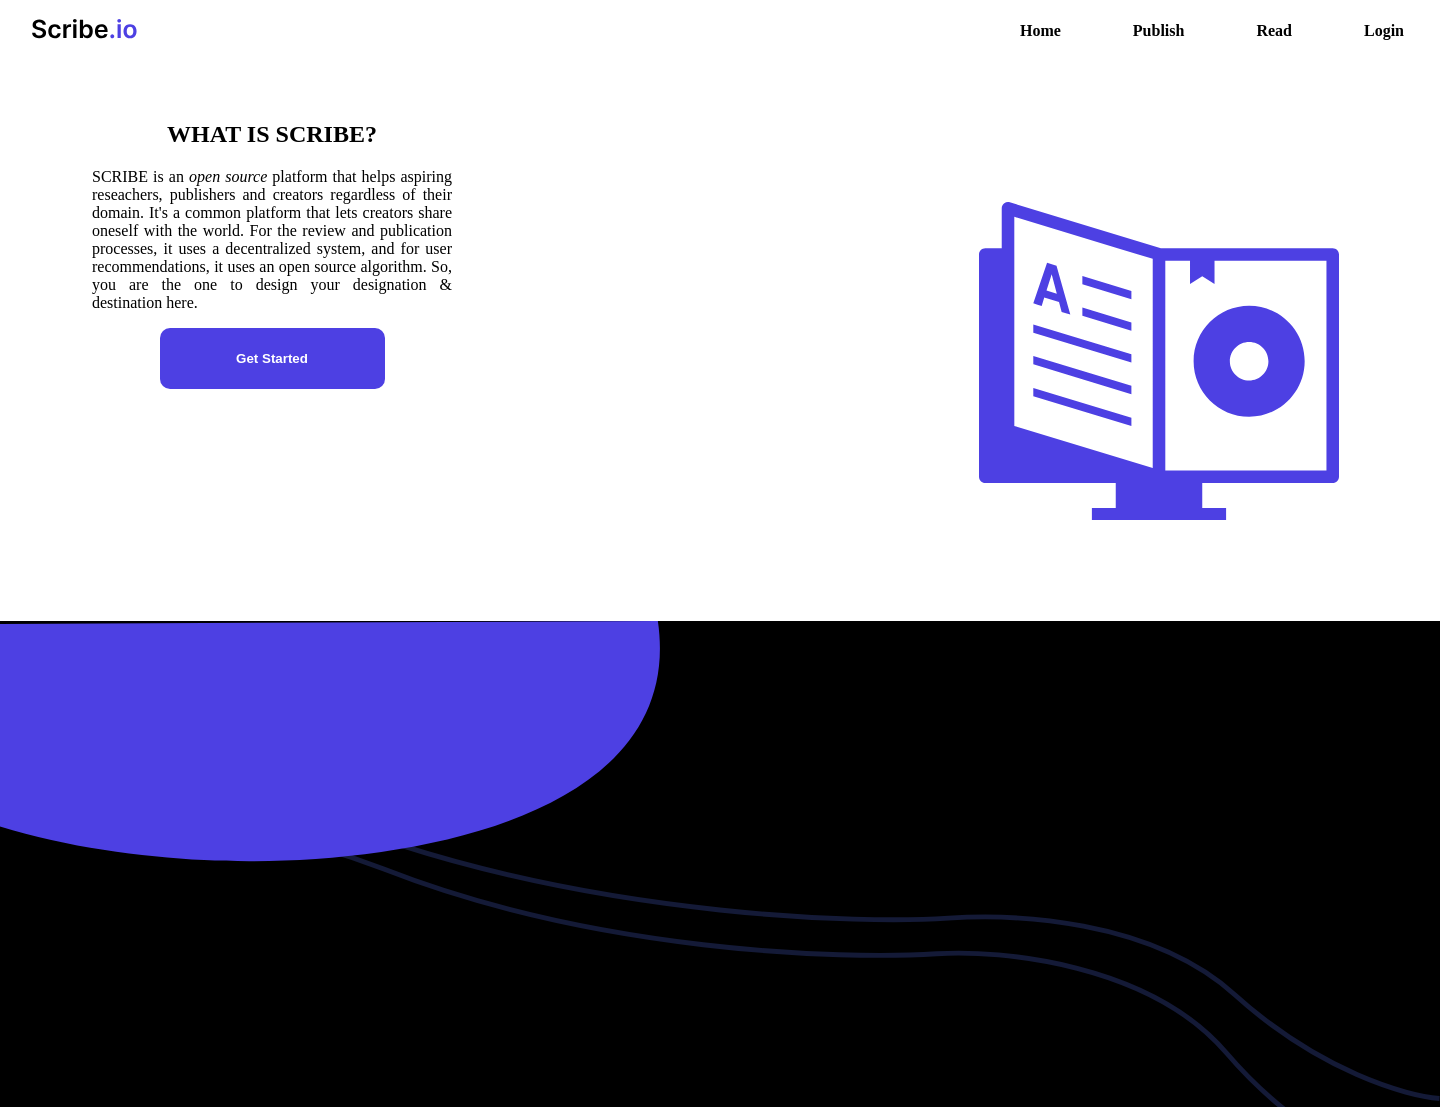 Scribe.io
Home Publish Read Login
WHAT IS SCRIBE?
SCRIBE is an open source platform that helps aspiring
reseachers, publishers and creators regardless of their
domain. It's a common platform that lets creators share
oneself with the world. For the review and publication
processes, it uses a decentralized system, and for user
recommendations, it uses an open source algorithm. So,
you are the one to design your designation &
destination here.
Get Started
A